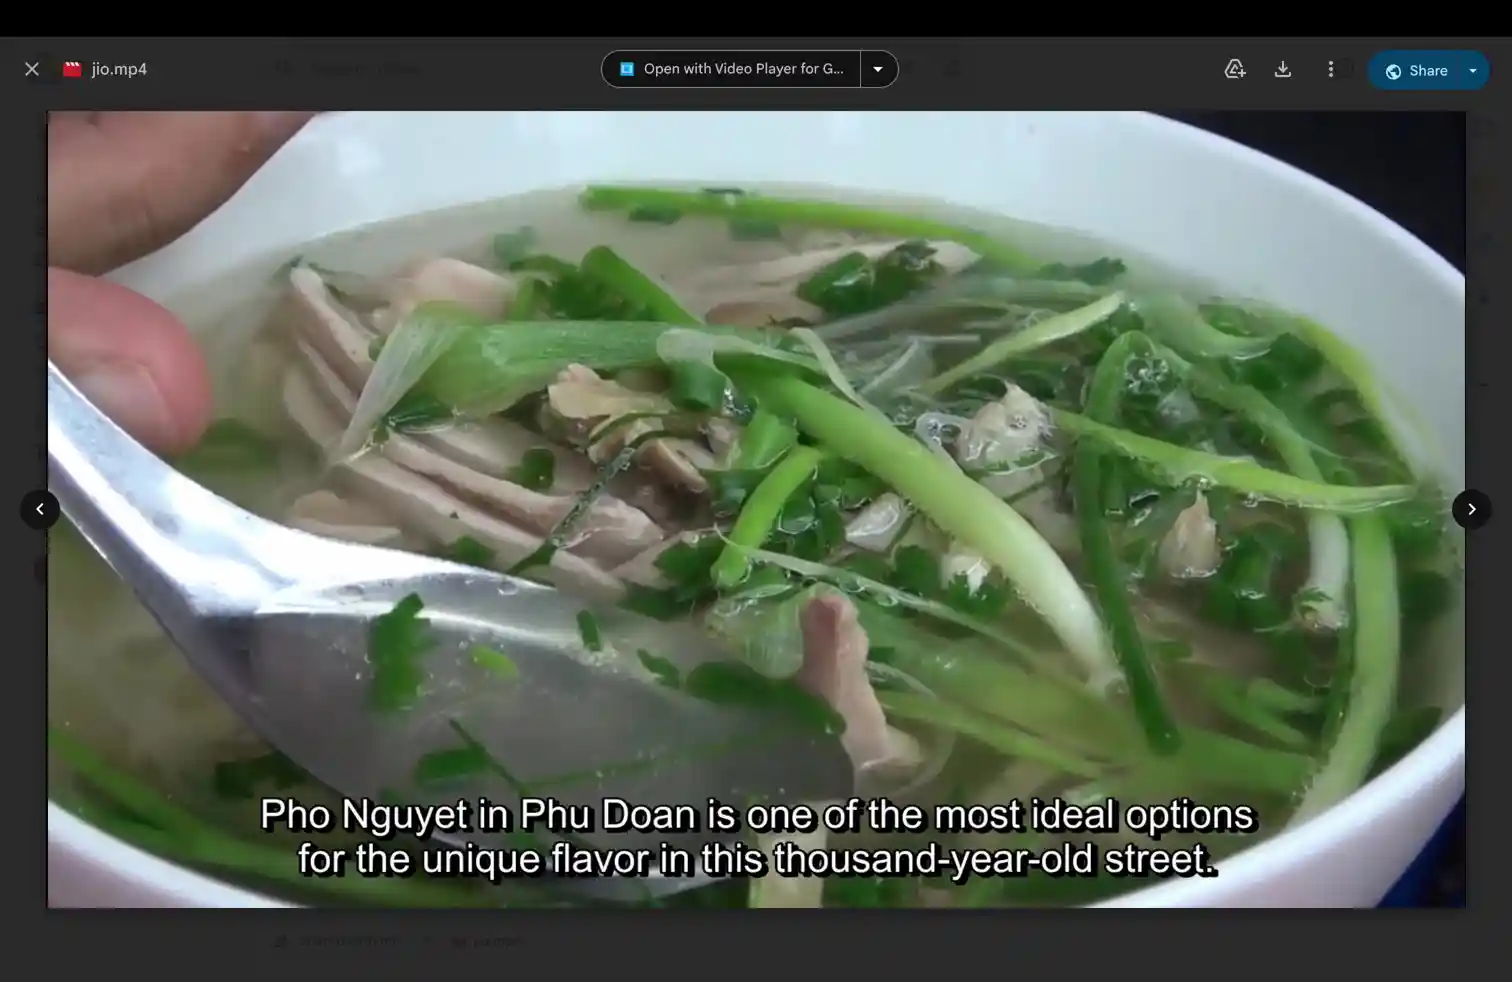 jio.mp4
Open with Video Player for G...
Share
Pho Nguyet in Phu Doan is one of the most ideal options
for the unique flavor in this thousand-year-old street.